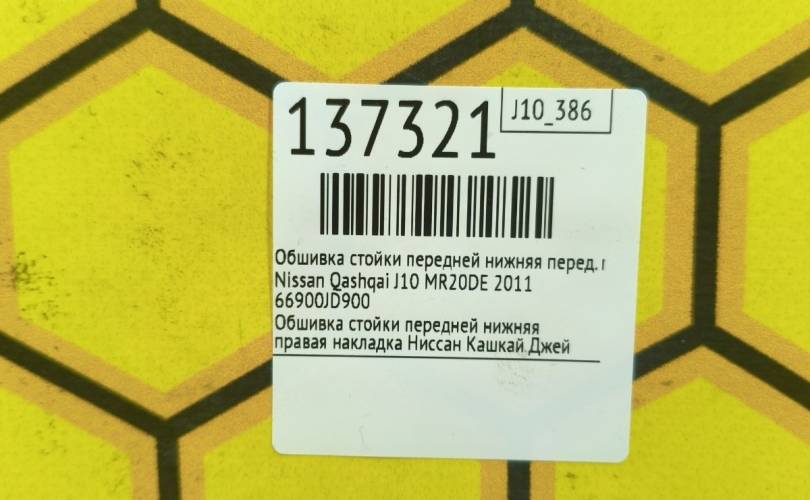 137321
J10_386
Обшивка стойки передней нижняя перед.
Nissan Qashqai J10 MR20DE 2011
66900JD900
Обшивка стойки передней нижняя
правая накладка Ниссан Кашкай Джей